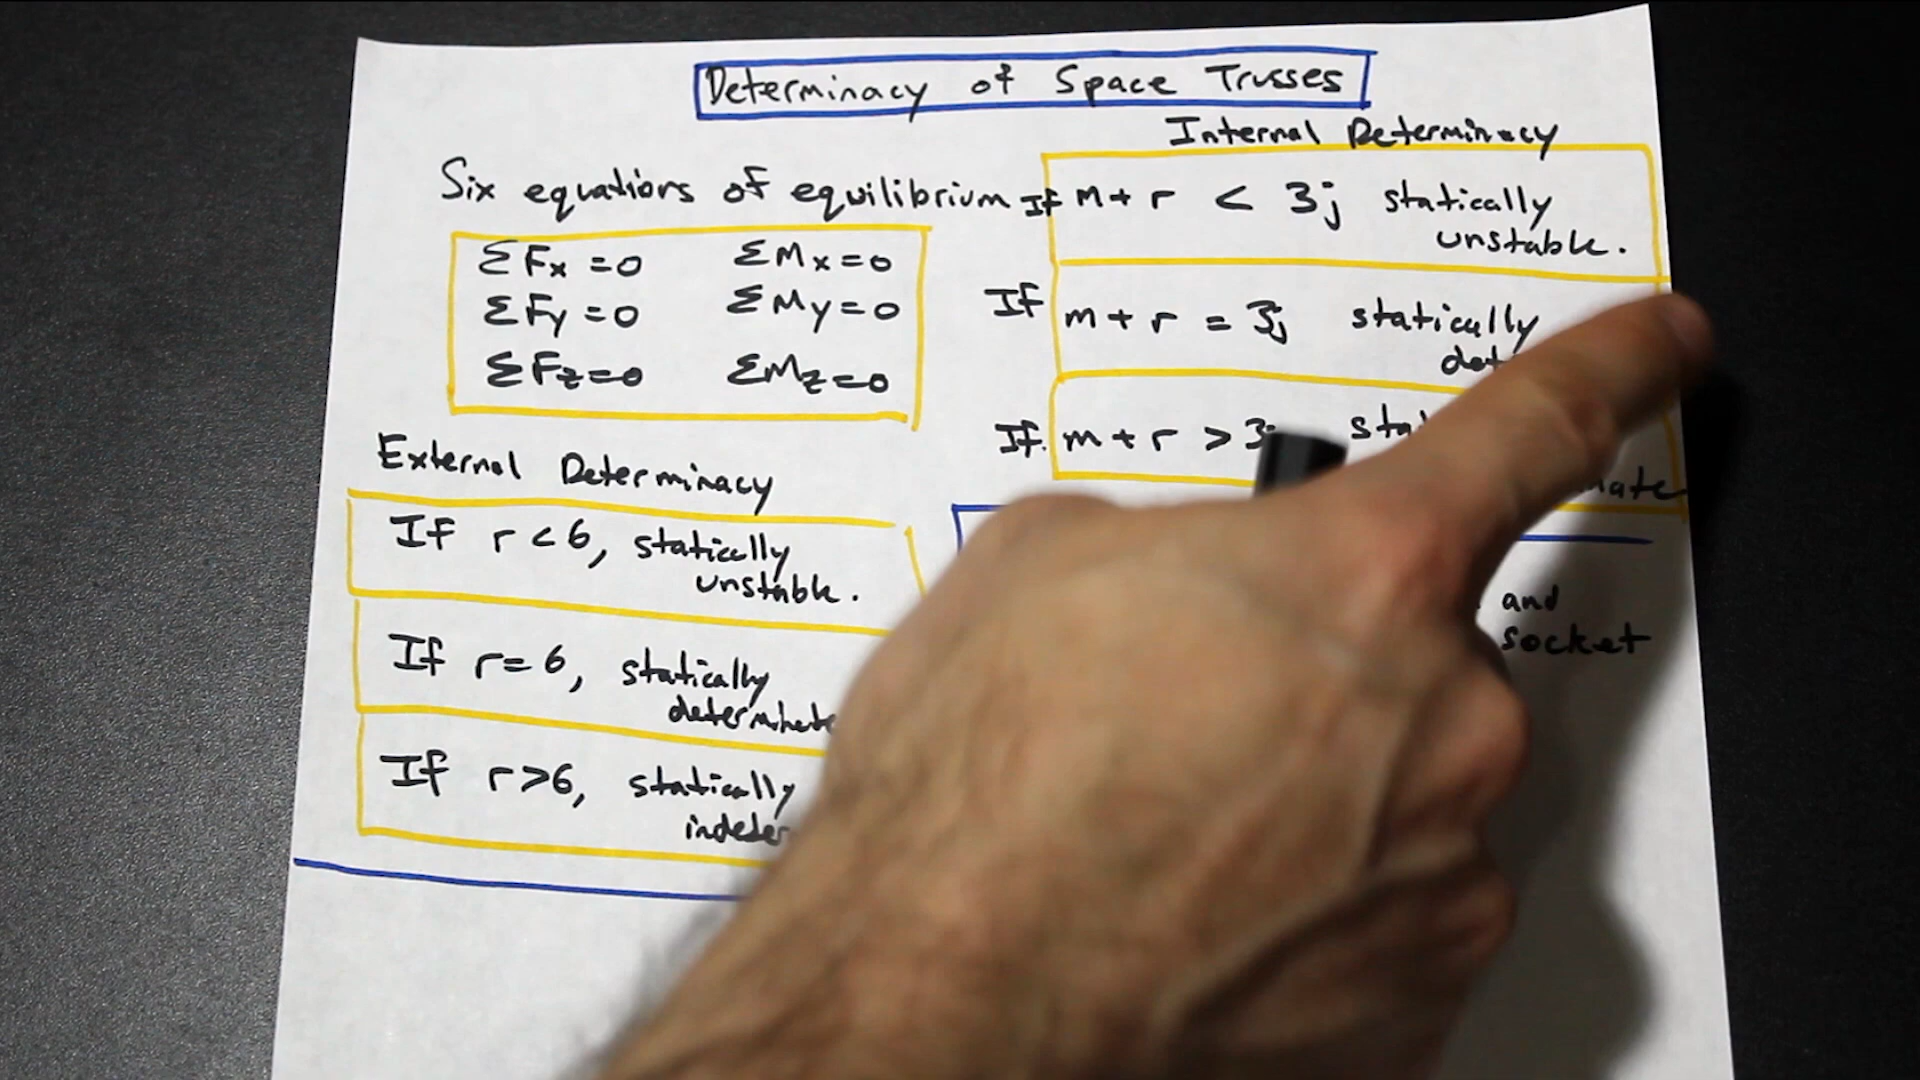 Determinacy of Space Trusses
Six equations of equilibrium
ΣFx=0 ΣMx=0
ΣFy=0 ΣMy=0
ΣFz=0 ΣMz=0
External Determinacy
If r<6, statically
unstable.
If r=6, statically
determinate
If r>6, statically
Internal Determinacy
If m+r < 3j statically
unstable.
If m+r = 3j statically
If m+r >3
and
socket